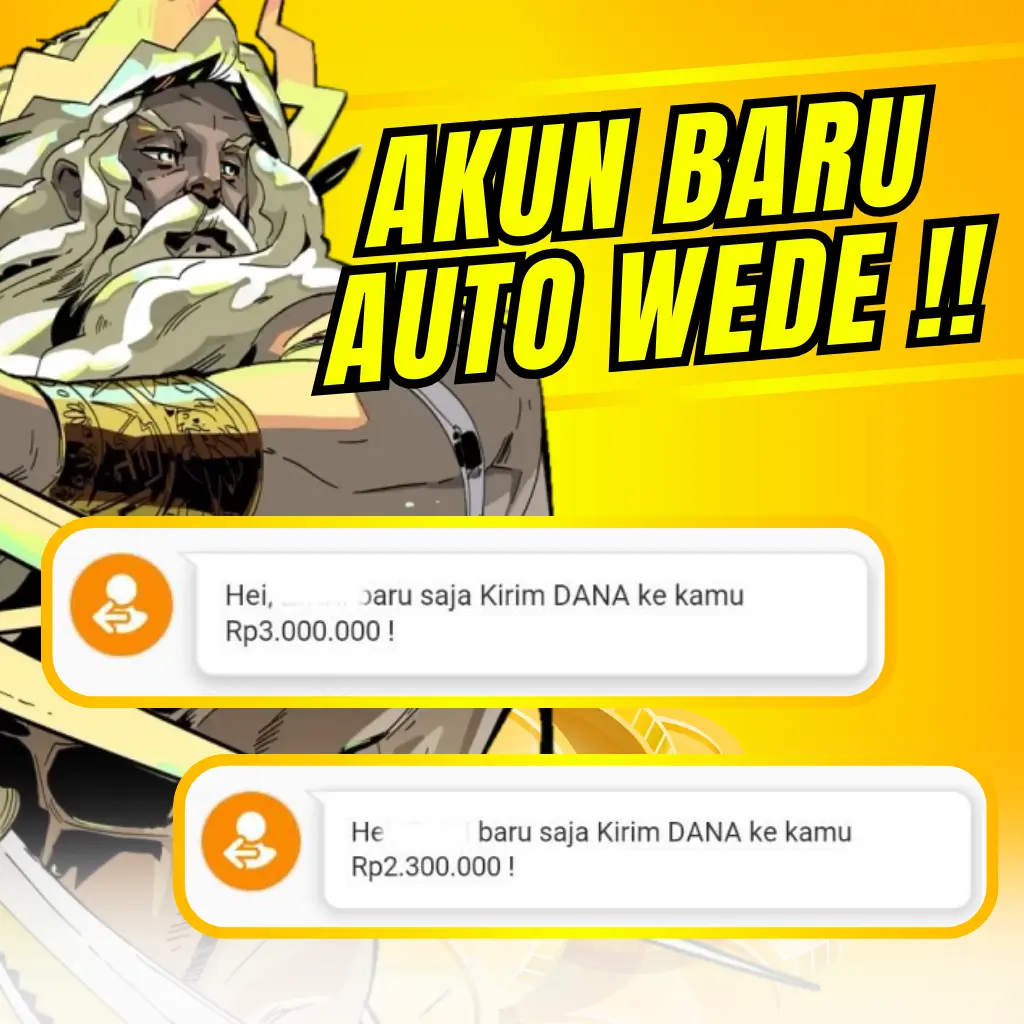 AKUN BARU
AUTO WEDE !!
Hei, baru saja Kirim DANA ke kamu
Rp3.000.000 !
He baru saja Kirim DANA ke kamu
Rp2.300.000 !